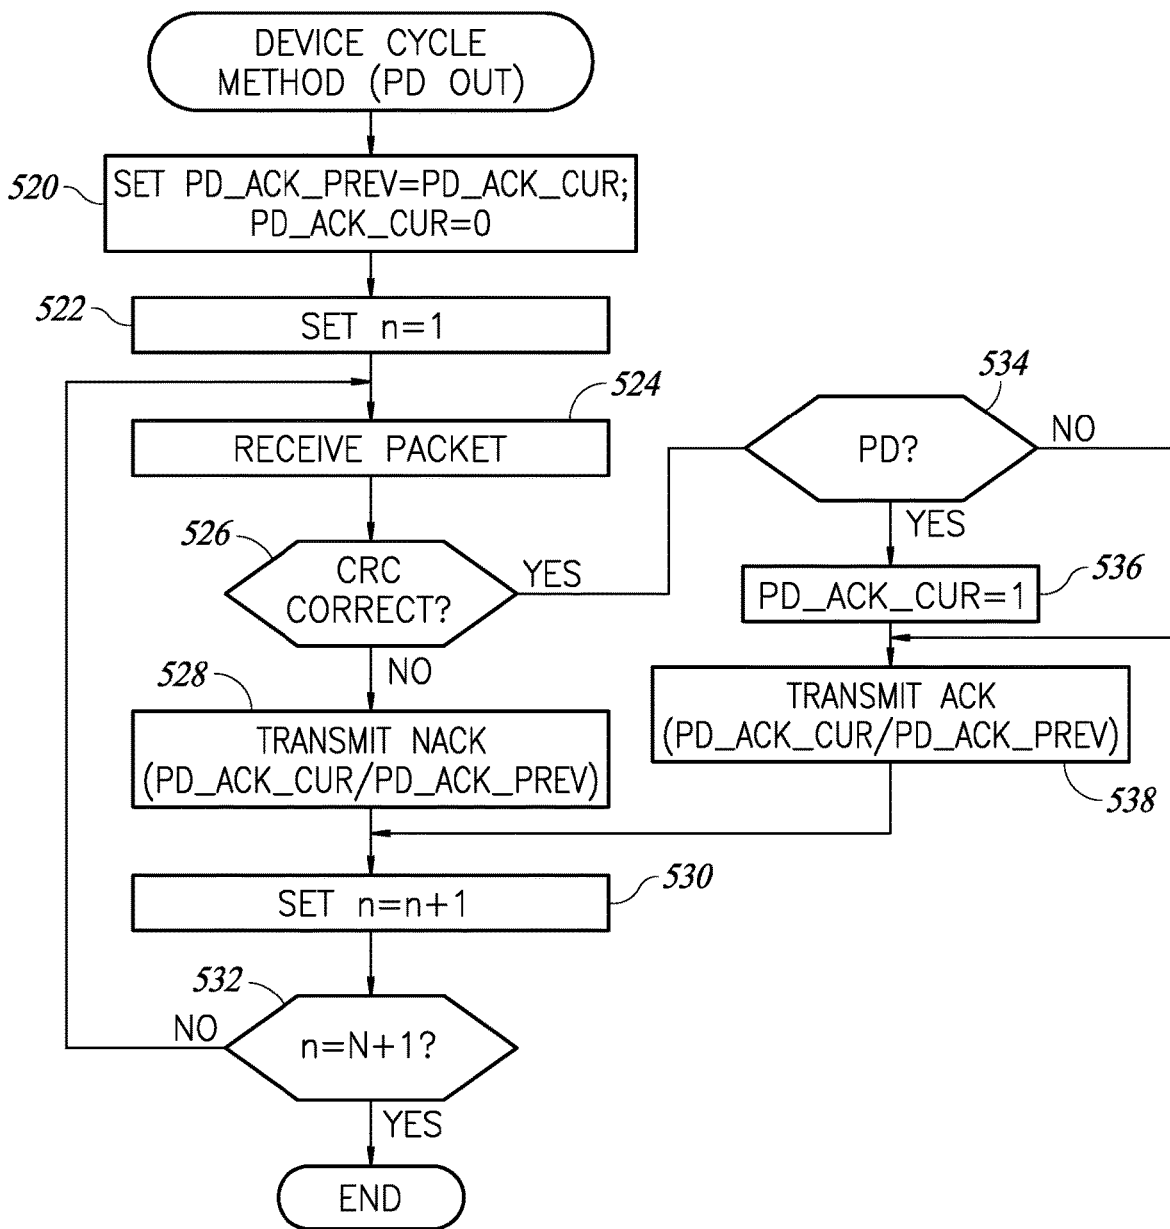 DEVICE CYCLE
METHOD (PD OUT)
520
SET PD_ACK_PREV=PD_ACK_CUR;
PD_ACK_CUR=0
522
SET n=1
524
RECEIVE PACKET
526
CRC
CORRECT?
YES
NO
534
PD?
NO
YES
536
PD_ACK_CUR=1
528
TRANSMIT NACK
(PD_ACK_CUR/PD_ACK_PREV)
TRANSMIT ACK
(PD_ACK_CUR/PD_ACK_PREV)
538
530
SET n=n+1
532
n=N+1?
NO
YES
END